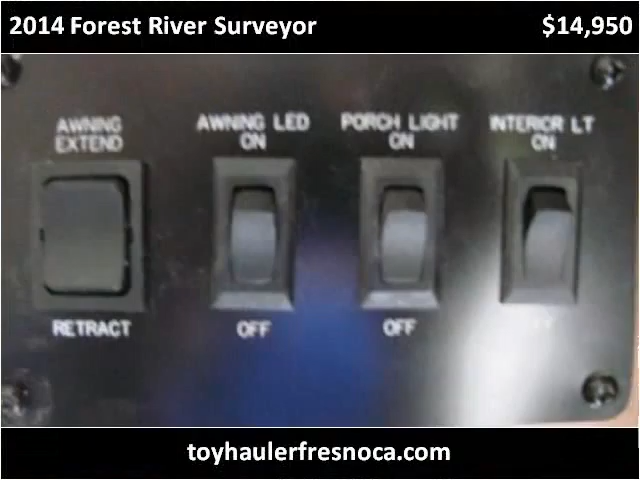 2014 Forest River Surveyor $14,950
AWNING EXTEND
AWNING LED ON
PORCH LIGHT ON
INTERIOR LT ON
RETRACT
OFF
OFF
toyhaulerfresnoca.com